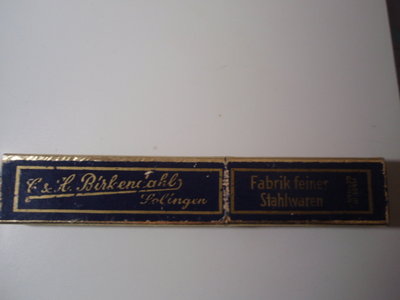 & H. Birkendahl
Solingen
Fabrik feiner
Stahlwaren